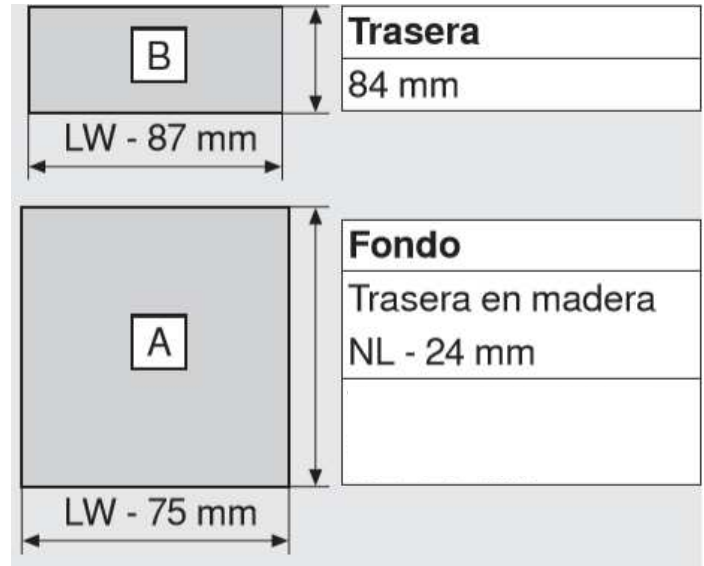 B
Trasera
84 mm
LW - 87 mm
A
Fondo
Trasera en madera
NL - 24 mm
LW - 75 mm